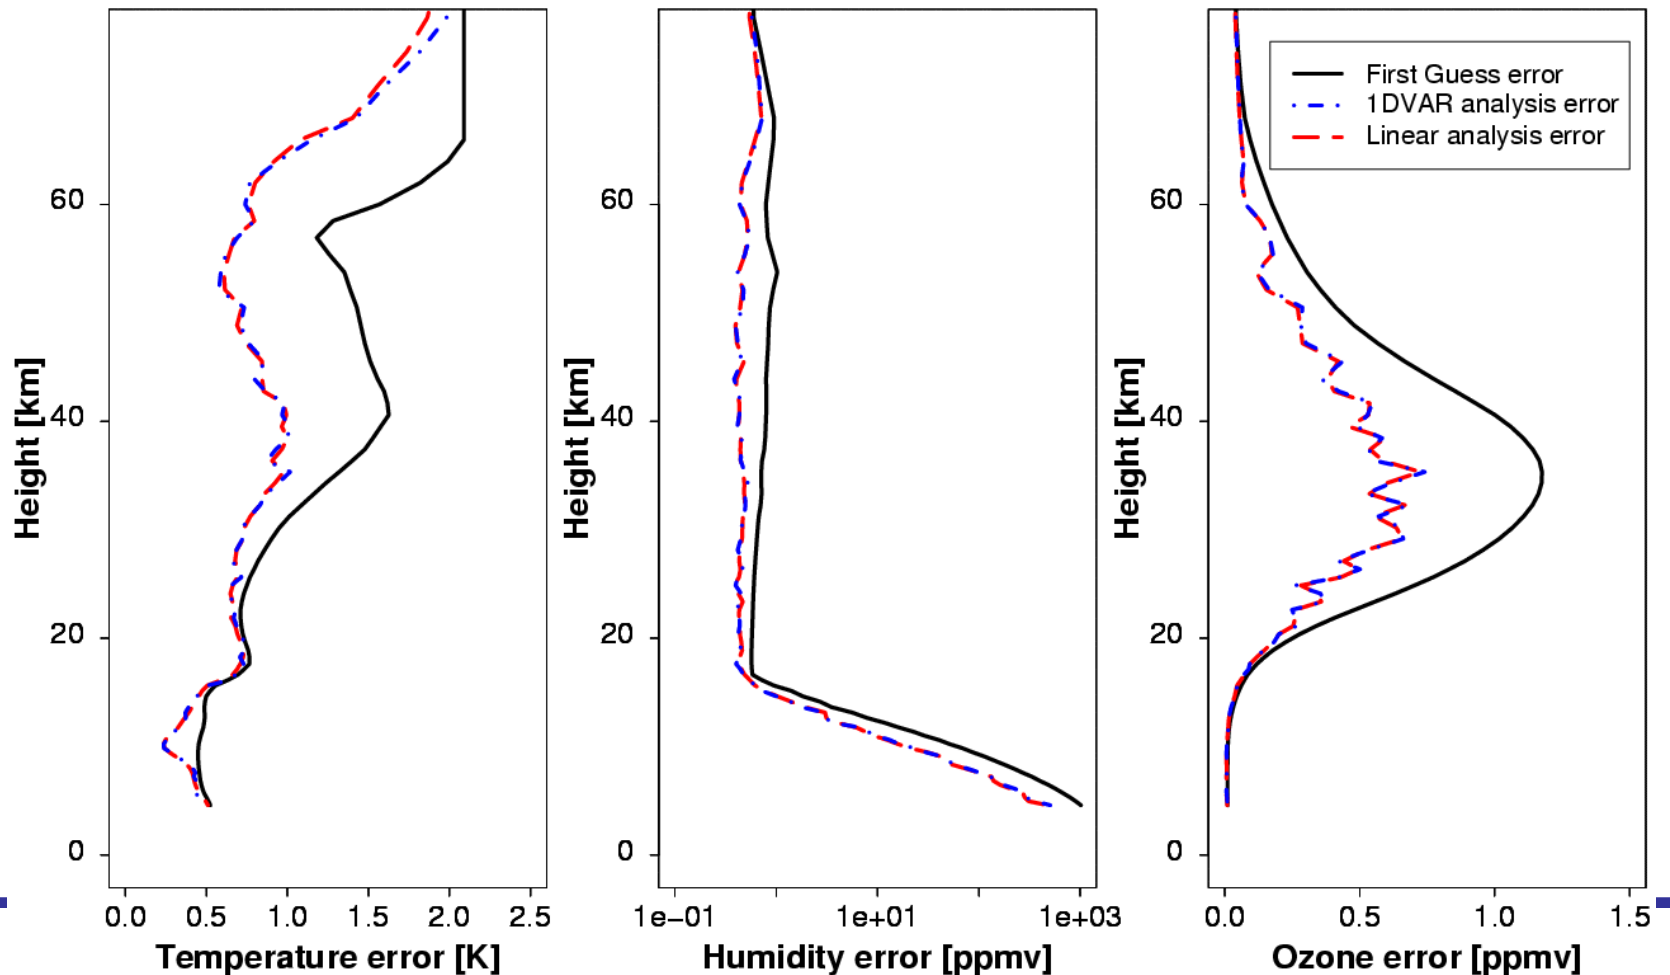 Height [km]
60
40
20
0
0.0 0.5 1.0 1.5 2.0 2.5
Temperature error [K]
Height [km]
60
40
20
0
1e−01 1e+01 1e+03
Humidity error [ppmv]
Height [km]
60
40
20
0
0.0 0.5 1.0 1.5
Ozone error [ppmv]
First Guess error
1DVAR analysis error
Linear analysis error